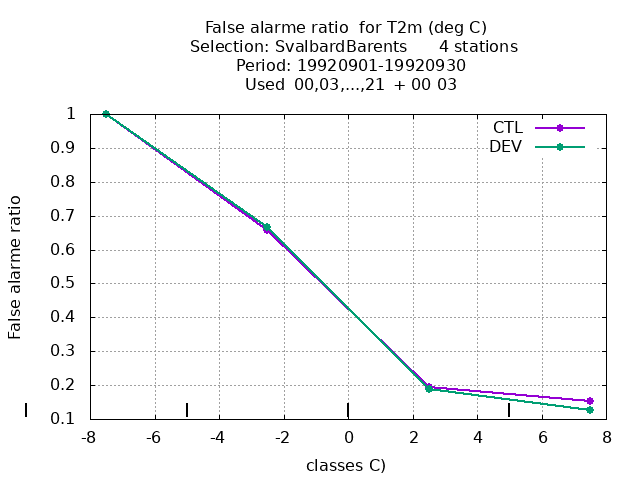 False alarme ratio  for T2m (deg C)
Selection: SvalbardBarents      4 stations
Period: 19920901-19920930
Used  00,03,...,21  + 00 03
CTL
DEV
False alarme ratio
1
0.9
0.8
0.7
0.6
0.5
0.4
0.3
0.2
0.1
-8 -6 -4 -2 0 2 4 6 8
classes C)